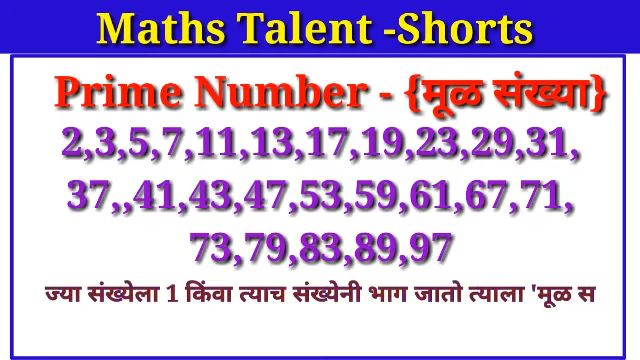 Maths Talent -Shorts
Prime Number - {मूळ संख्या}
2,3,5,7,11,13,17,19,23,29,31,
37,,41,43,47,53,59,61,67,71,
73,79,83,89,97
ज्या संख्येला 1 किंवा त्याच संख्येनी भाग जातो त्याला 'मूळ स